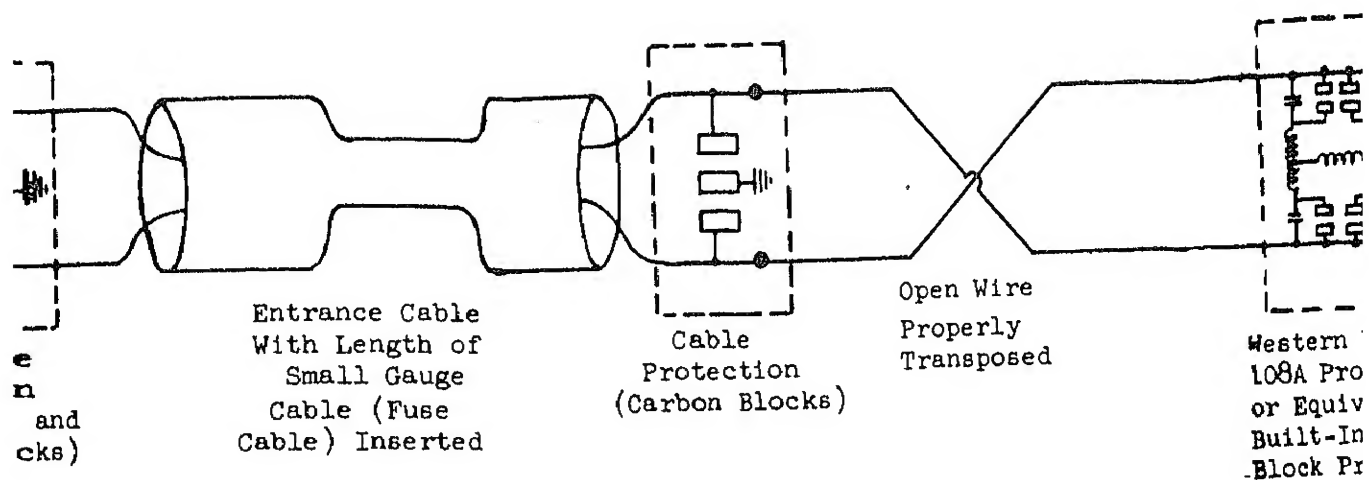 Entrance Cable
With Length of
Small Gauge
Cable (Fuse
Cable) Inserted
Cable
Protection
(Carbon Blocks)
Open Wire
Properly
Transposed
e
n
and
cks)
Western
108A Pro
or Equiv
Built-In
Block Pr